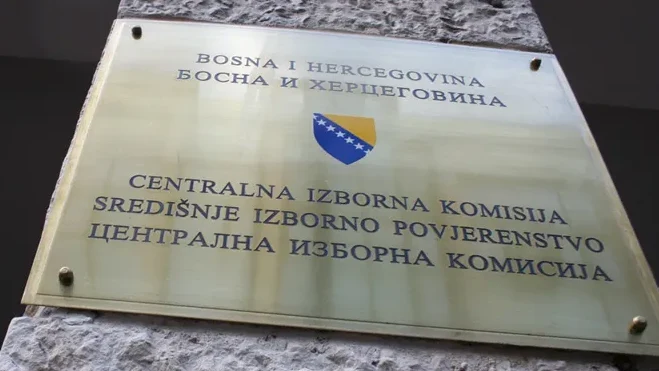 BOSNA I HERCEGOVINA
БОСНА И ХЕРЦЕГОВИНА
CENTRALNA IZBORNA KOMISIJA
SREDIŠNJE IZBORNO POVJERENSTVO
ЦЕНТРАЛНА ИЗБОРНА КОМИСИЈА